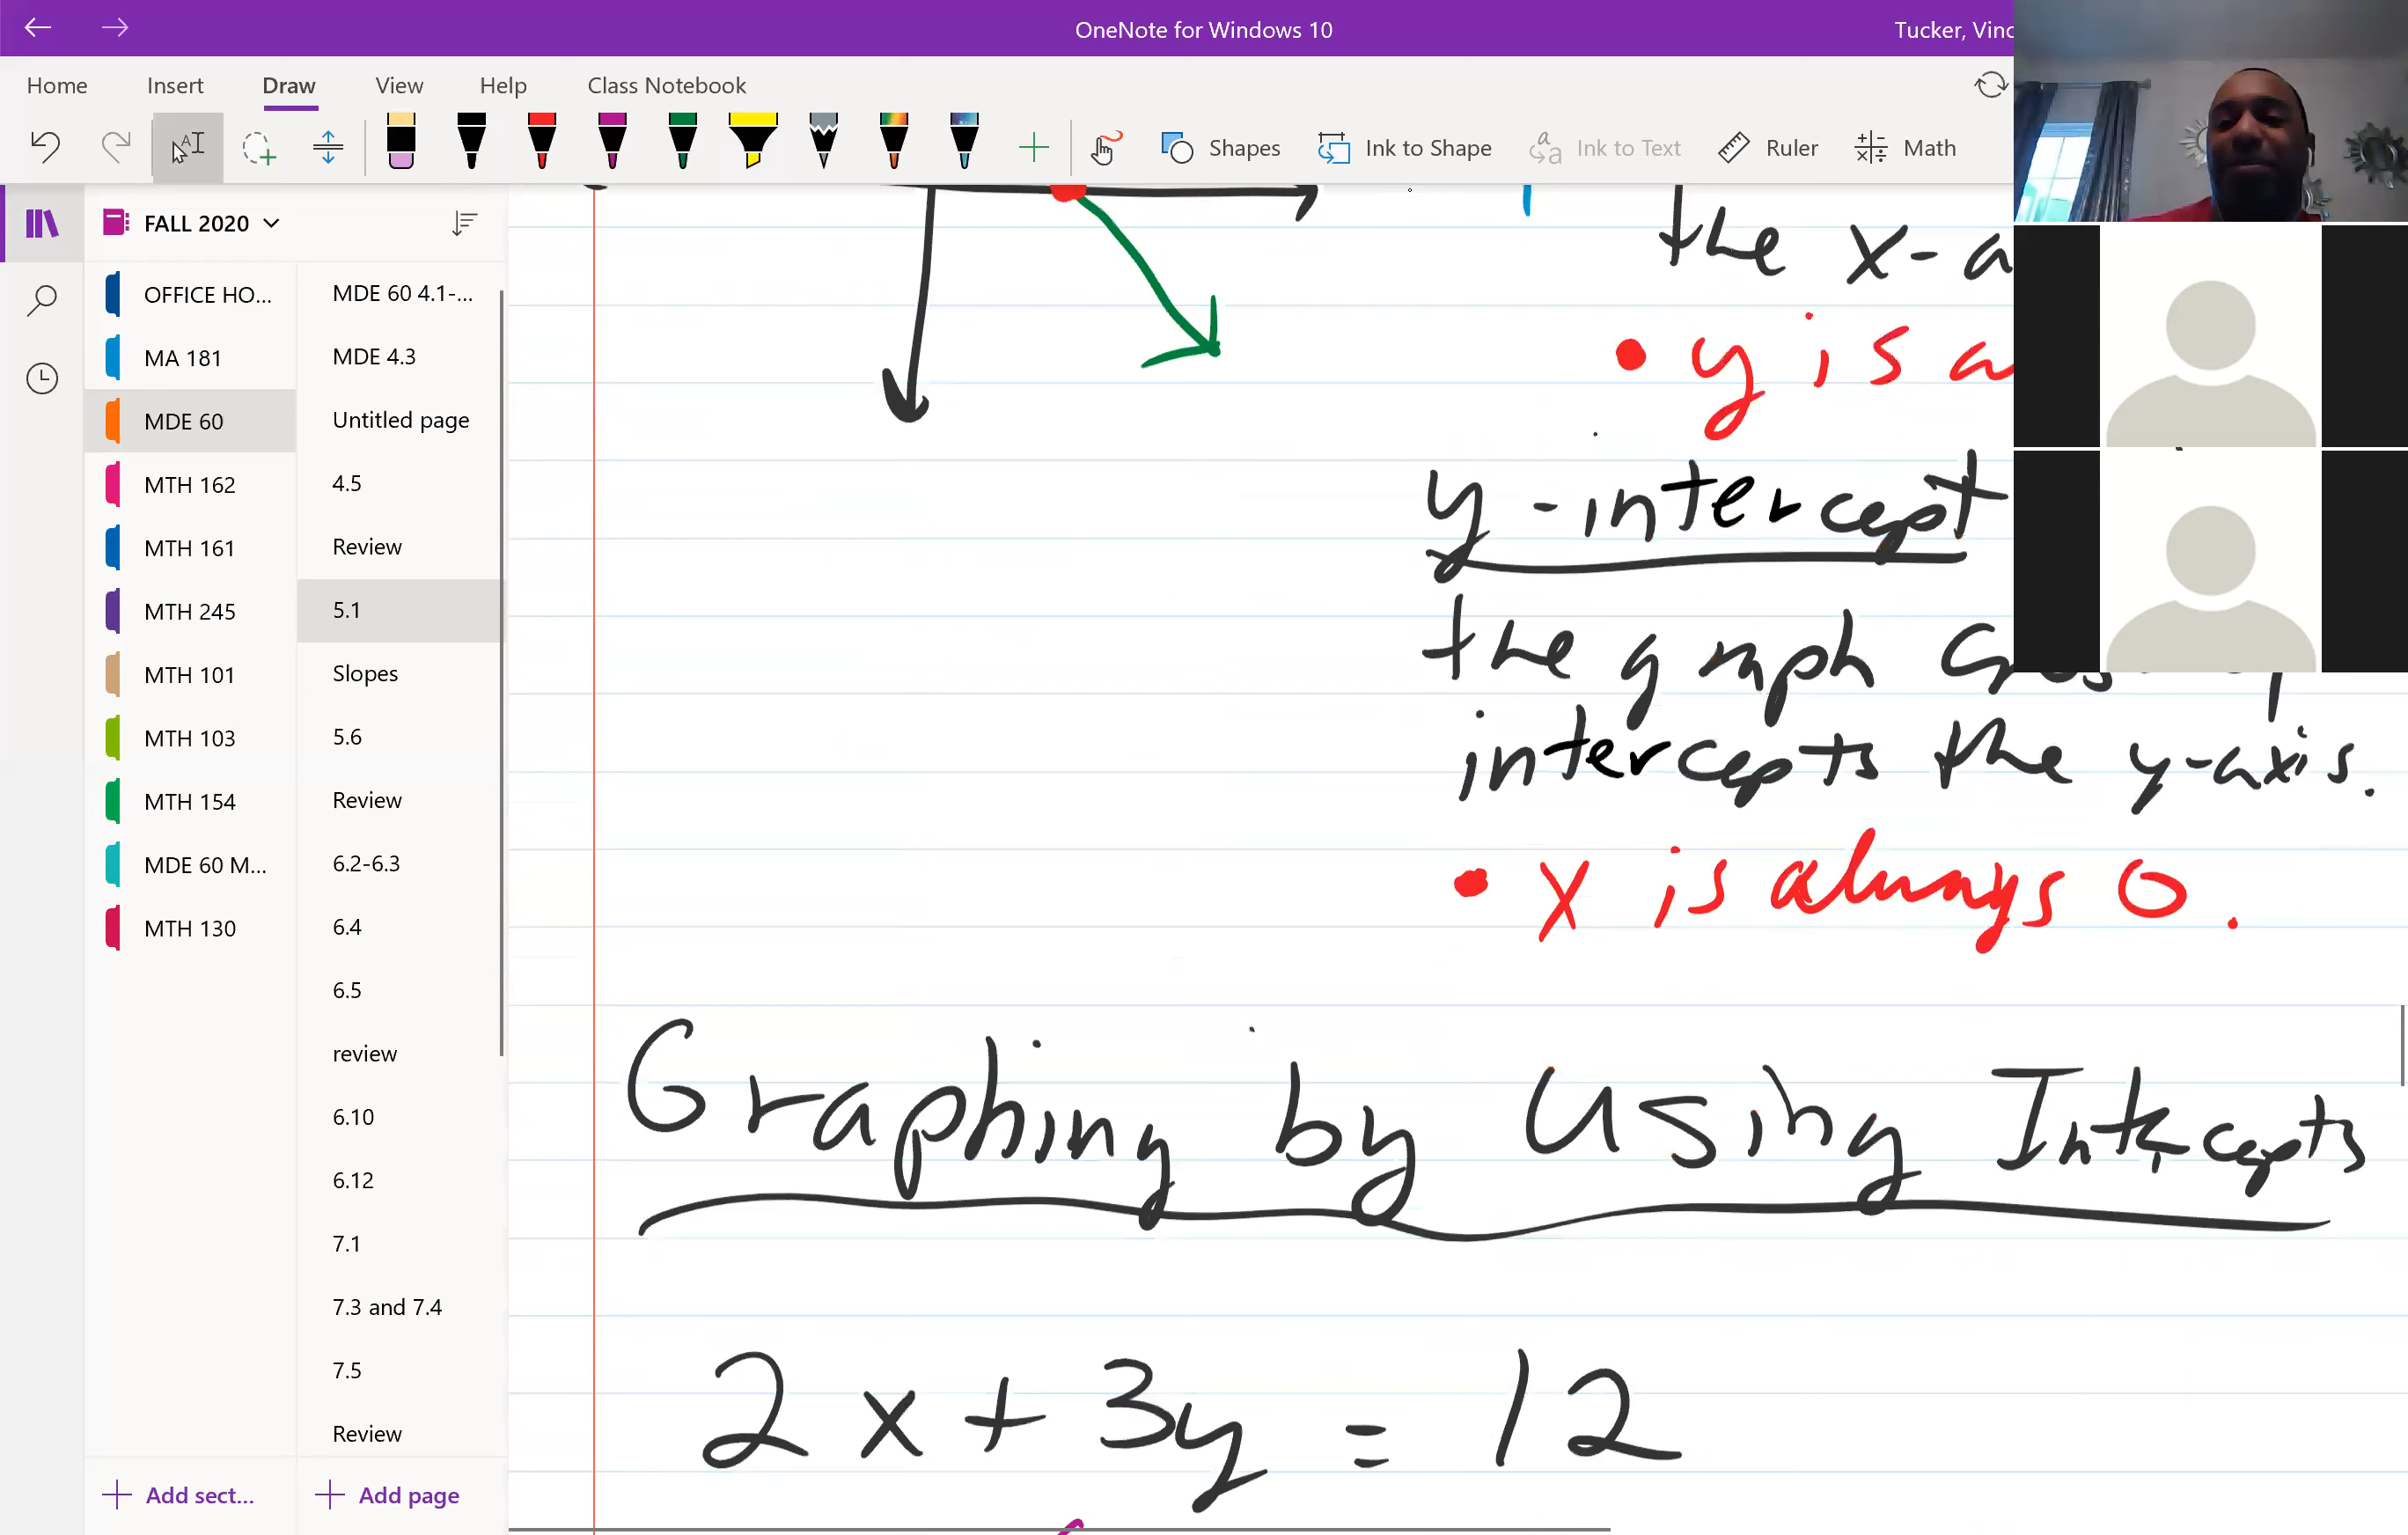 OneNote for Windows 10
Tucker, Vinc
Home Insert Draw View Help Class Notebook
Shapes Ink to Shape Ink to Text Ruler Math
FALL 2020
OFFICE HO...
MA 181
MDE 60
MTH 162
MTH 161
MTH 245
MTH 101
MTH 103
MTH 154
MDE 60 M...
MTH 130
Add sect...
MDE 60 4.1-...
MDE 4.3
Untitled page
4.5
Review
5.1
Slopes
5.6
Review
6.2-6.3
6.4
6.5
review
6.10
6.12
7.1
7.3 and 7.4
7.5
Review
Add page
the x-a
• y is a
y-intercept
the graph
intercepts the y-axis.
• x is always 0.
Graphing by Using Intercepts
2x + 3y = 12